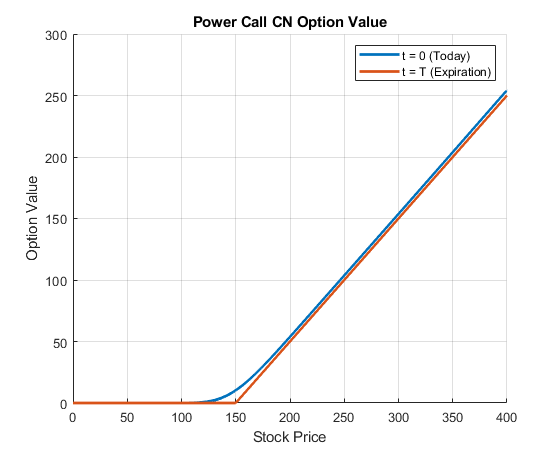 Power Call CN Option Value
t = 0 (Today)
t = T (Expiration)
Option Value
300
250
200
150
100
50
0
0 50 100 150 200 250 300 350 400
Stock Price